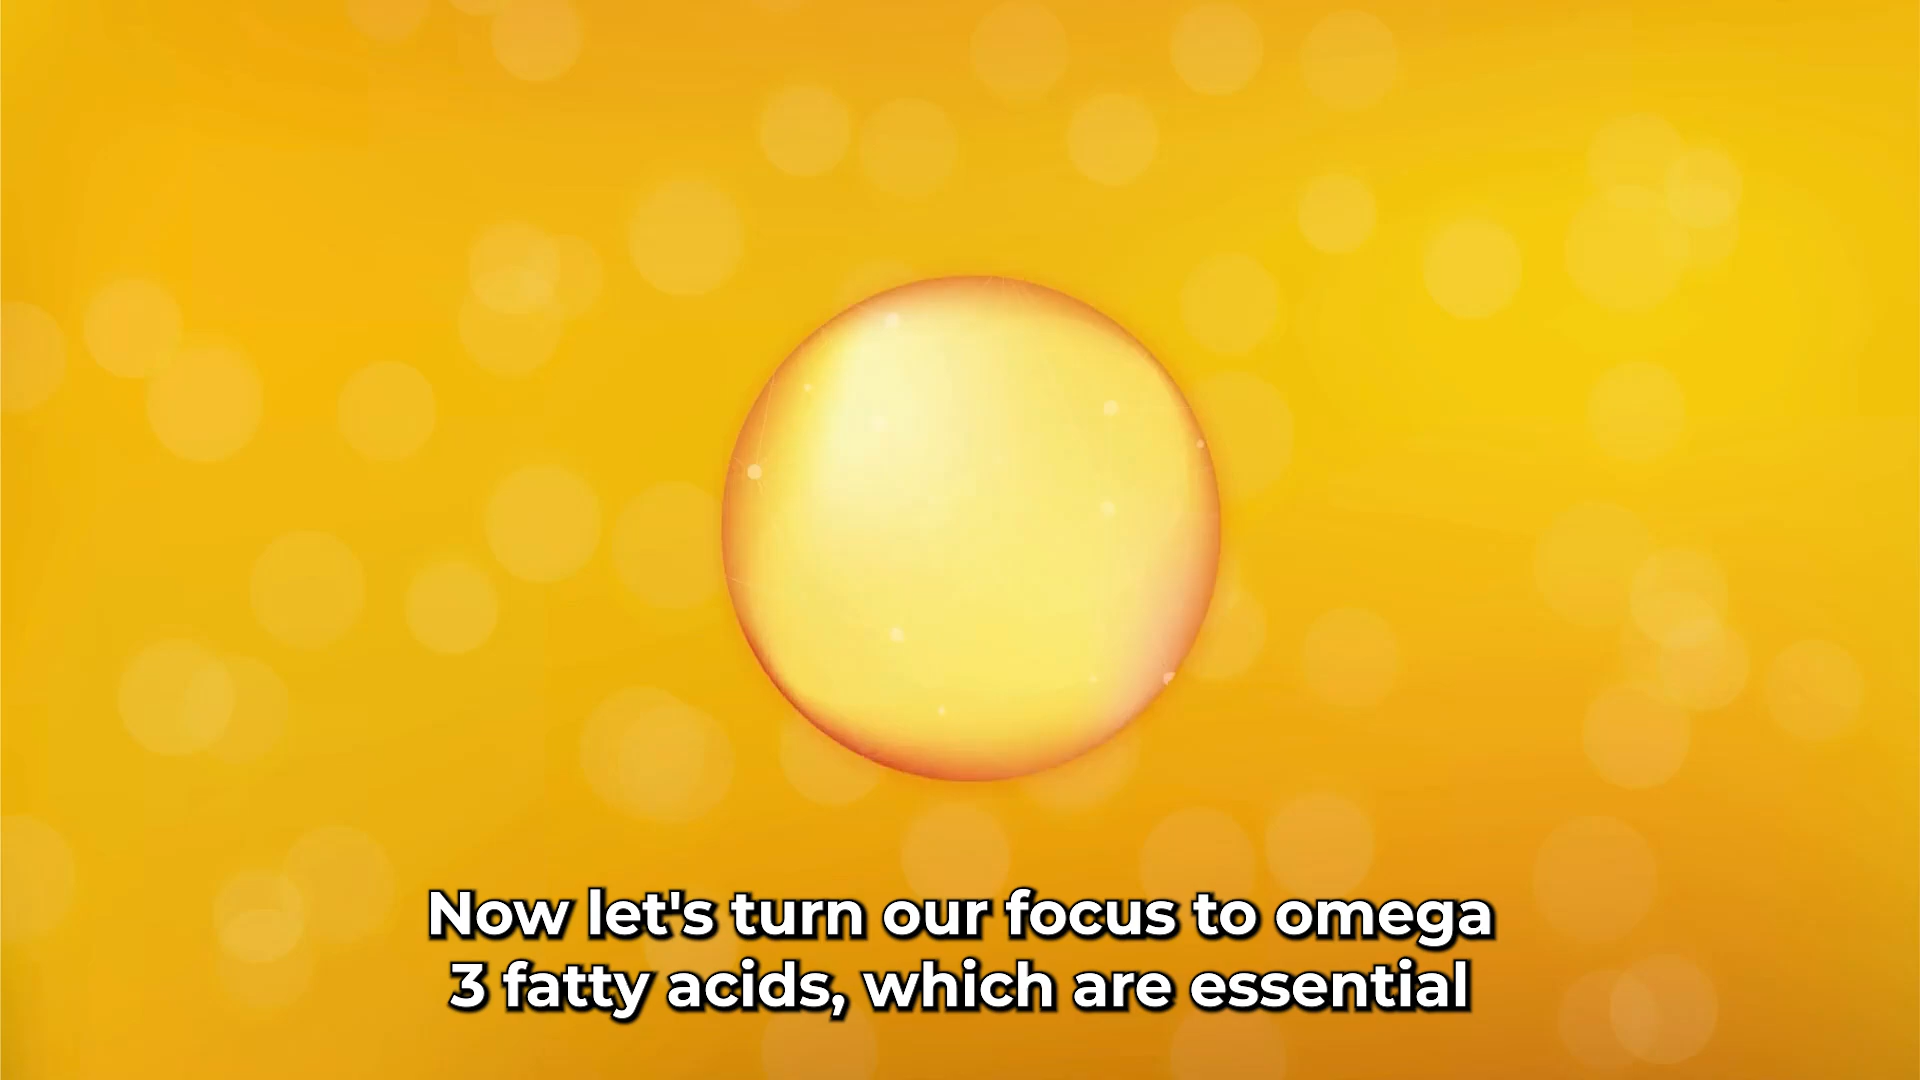 Now let's turn our focus to omega
3 fatty acids, which are essential